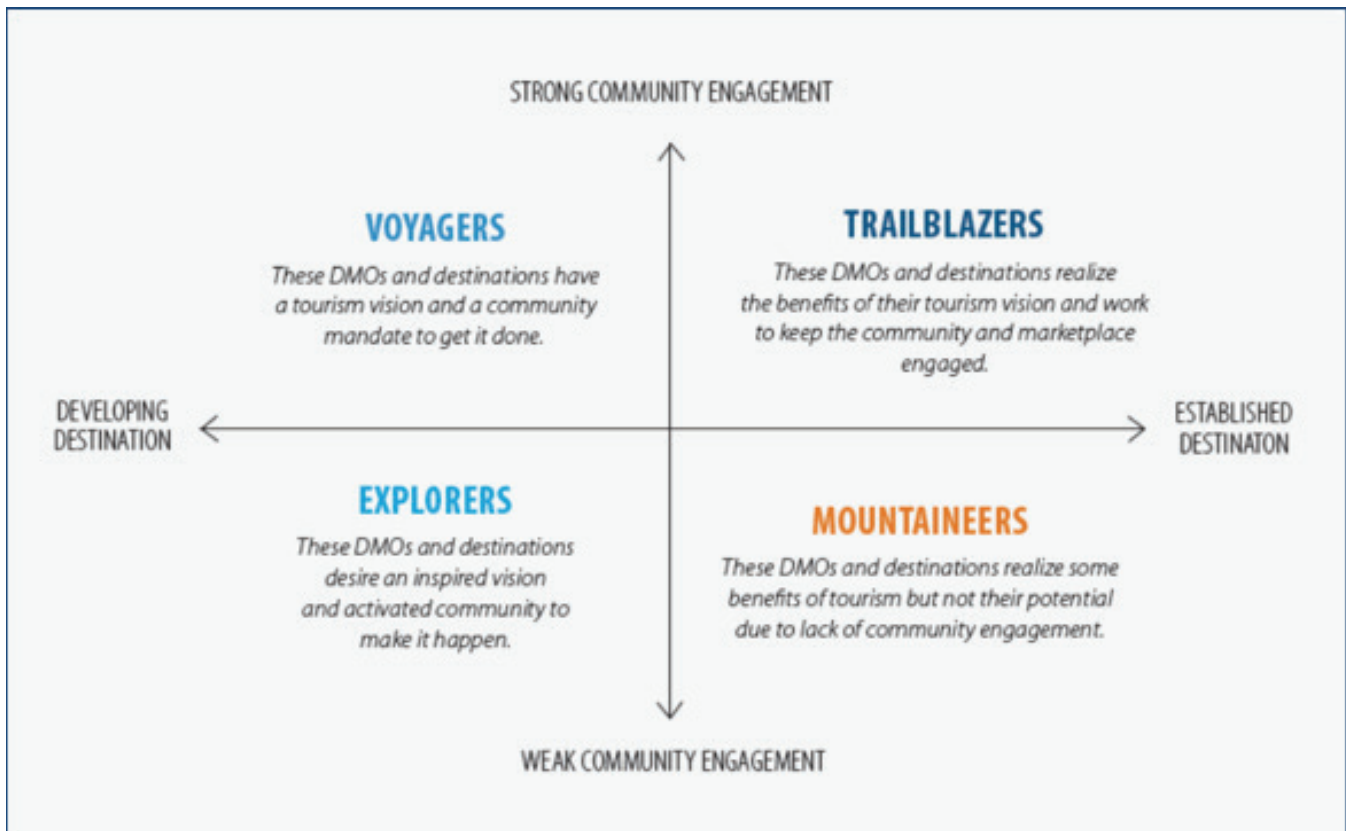 STRONG COMMUNITY ENGAGEMENT
VOYAGERS
These DMOs and destinations have
a tourism vision and a community
mandate to get it done.
TRAILBLAZERS
These DMOs and destinations realize
the benefits of their tourism vision and work
to keep the community and marketplace
engaged.
DEVELOPING
DESTINATION
ESTABLISHED
DESTINATON
EXPLORERS
These DMOs and destinations
desire an inspired vision
and activated community to
make it happen.
MOUNTAINEERS
These DMOs and destinations realize some
benefits of tourism but not their potential
due to lack of community engagement.
WEAK COMMUNITY ENGAGEMENT